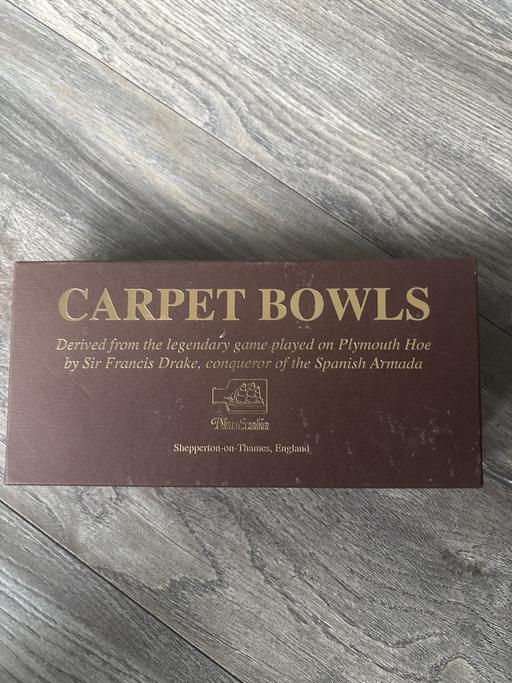 CARPET BOWLS
Derived from the legendary game played on Plymouth Hoe
by Sir Francis Drake, conqueror of the Spanish Armada
Shepperton-on-Thames, England